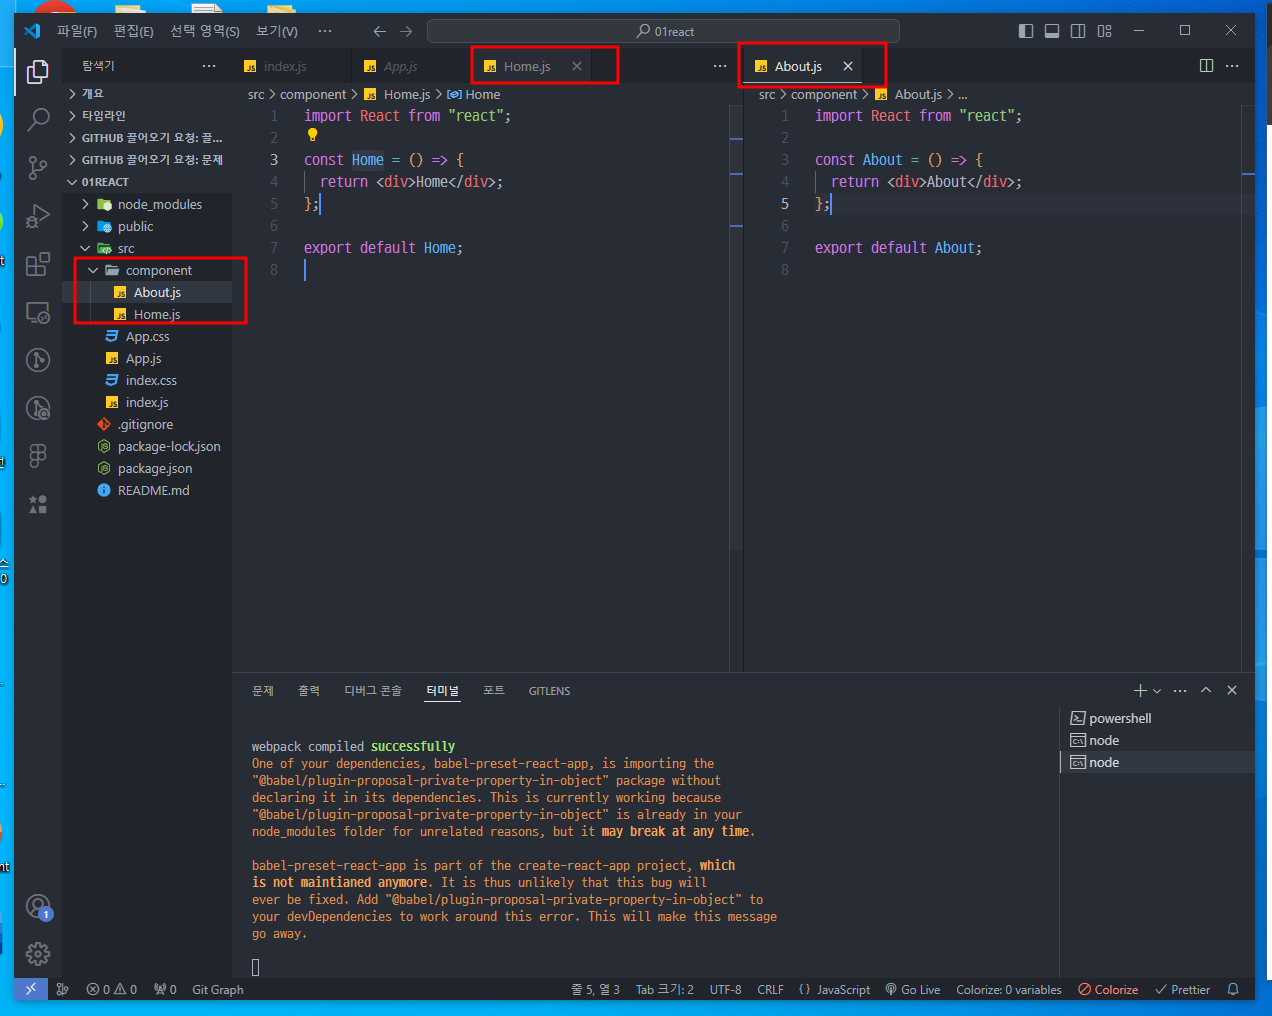 파일(F) 편집(E) 선택 영역(S) 보기(V) ··· 01react
탐색기 ···
개요
타임라인
GITHUB 끌어오기 요청: 끌...
GITHUB 끌어오기 요청: 문제
01REACT
node_modules
public
src
component
About.js
Home.js
App.css
App.js
index.css
index.js
.gitignore
package-lock.json
package.json
README.md
index.js App.js Home.js ···
src > component > Home.js > Home
1 import React from "react";
2
3 const Home = () => {
4 return <div>Home</div>;
5 };
6
7 export default Home;
8
About.js ···
src > component > About.js > ...
1 import React from "react";
2
3 const About = () => {
4 return <div>About</div>;
5 };
6
7 export default About;
8
문제 출력 디버그 콘솔 터미널 포트 GITLENS
webpack compiled successfully
One of your dependencies, babel-preset-react-app, is importing the
"@babel/plugin-proposal-private-property-in-object" package without
declaring it in its dependencies. This is currently working because
"@babel/plugin-proposal-private-property-in-object" is already in your
node_modules folder for unrelated reasons, but it may break at any time.
babel-preset-react-app is part of the create-react-app project, which
is not maintianed anymore. It is thus unlikely that this bug will
ever be fixed. Add "@babel/plugin-proposal-private-property-in-object" to
your devDependencies to work around this error. This will make this message
go away.
powershell
node
node
1
0 0 0 Git Graph 줄 5, 열 3 Tab 크기: 2 UTF-8 CRLF {} JavaScript Go Live Colorize: 0 variables Colorize Prettier